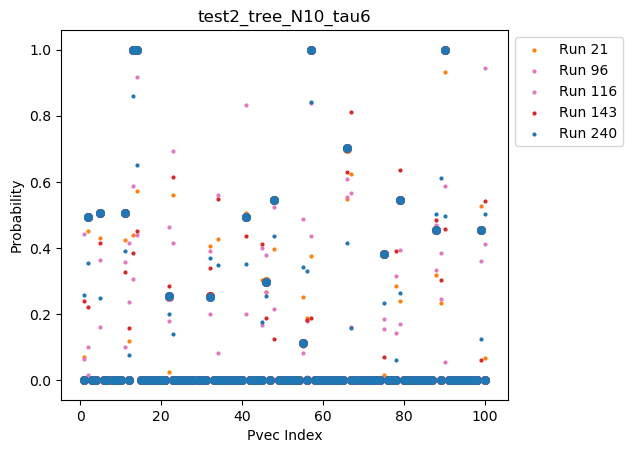 test2_tree_N10_tau6
1.0
0.8
0.6
0.4
0.2
0.0
Probability
0
20
40
60
80
100
Pvec Index
Run 21
Run 96
Run 116
Run 143
Run 240